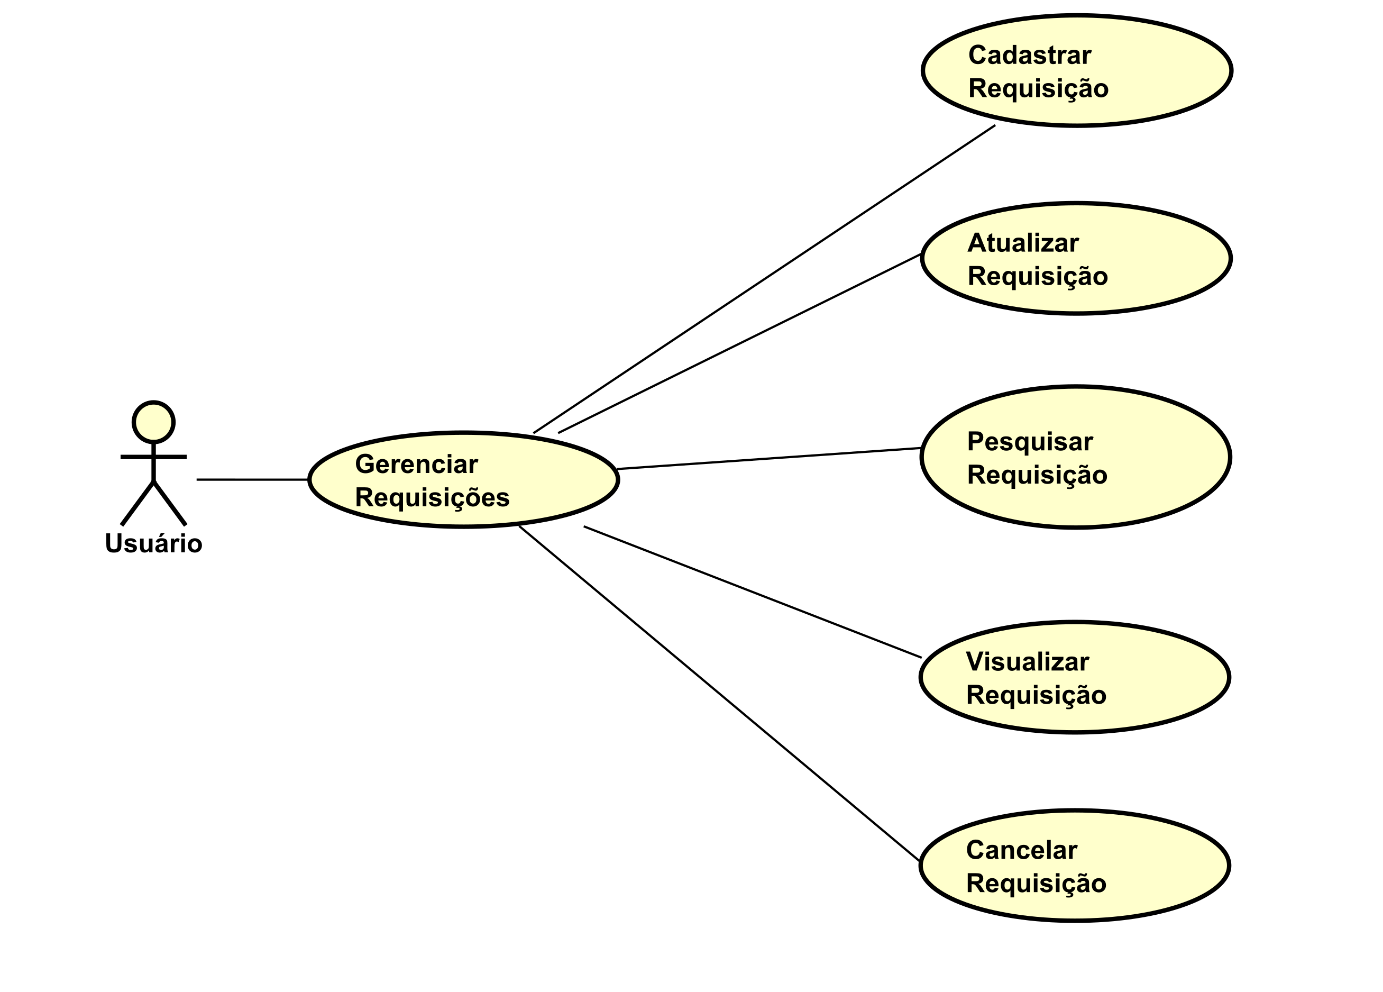 Cadastrar
Requisição
Atualizar
Requisição
Pesquisar
Requisição
Gerenciar
Requisições
Usuário
Visualizar
Requisição
Cancelar
Requisição